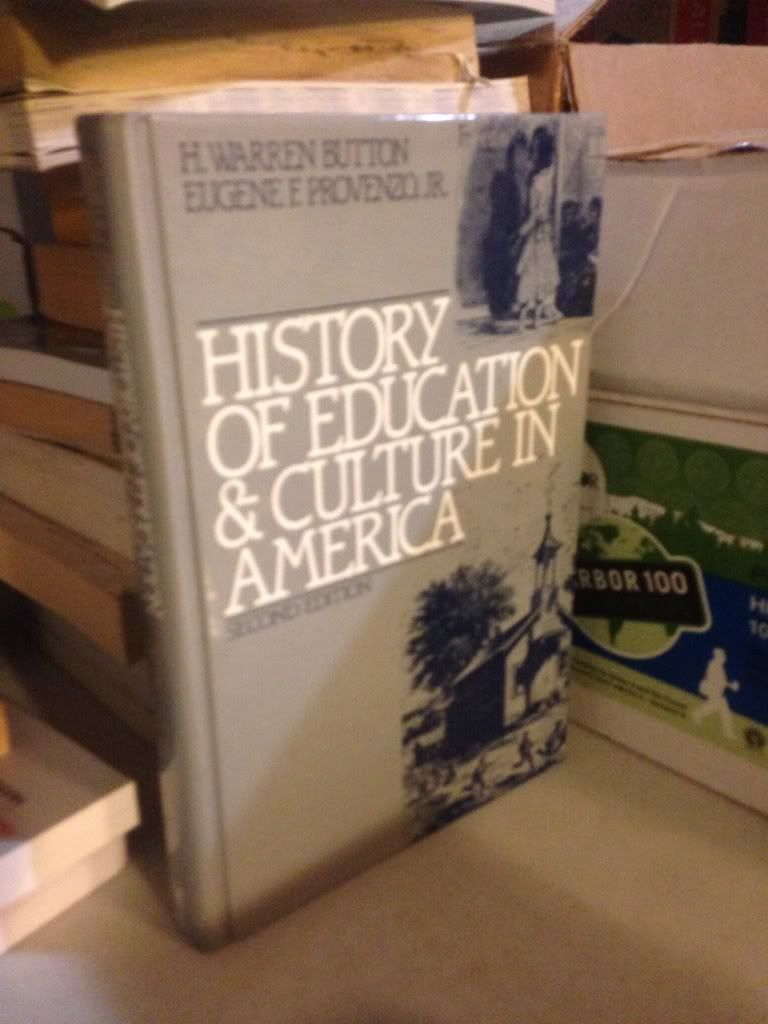 H. WARREN BUTTON
EUGENE F. PROVENZO, JR.
HISTORY
OF EDUCATION
& CULTURE IN
AMERICA
SECOND EDITION
RBOR 100